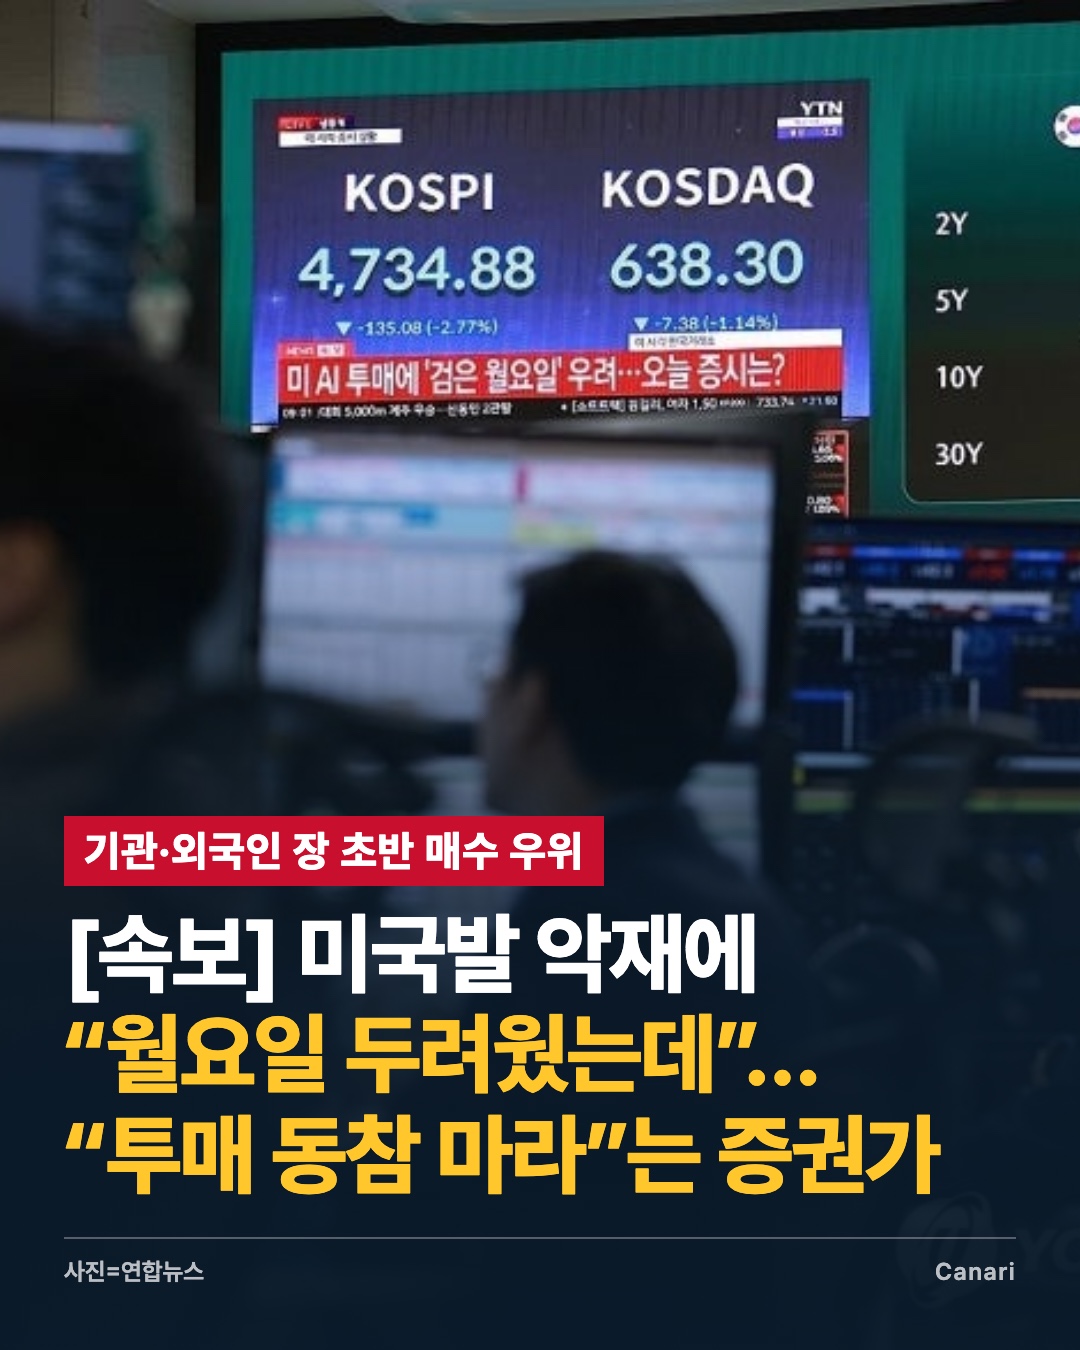 YTN
KOSPI
KOSDAQ
4,734.88
638.30
▼ -135.08 (-2.77%)
▼ -7.38 (-1.14%)
미 AI 투매에 '검은 월요일' 우려…오늘 증시는?
2Y
5Y
10Y
30Y
기관·외국인 장 초반 매수 우위
[속보] 미국발 악재에
“월요일 두려웠는데”…
“투매 동참 마라”는 증권가
사진=연합뉴스
Canari